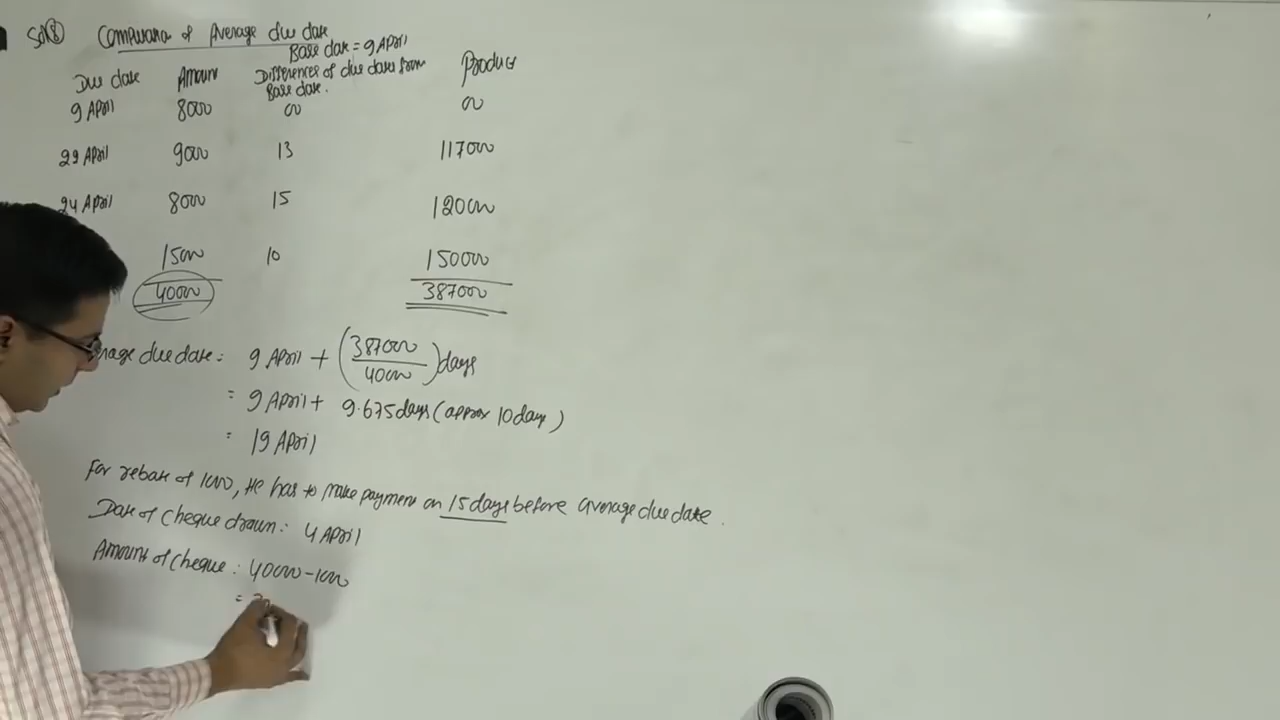 Sol⑧ Computation of Average due date
Base date = 9 April
Due date Amount Differences of due dates from Base date. Product
9 April 8000 00 00
22 April 9000 13 117000
24 April 8000 15 120000
15000 10 150000
40000 387000
rage due date: 9 April + (387000/40000) days
= 9 April + 9.675 days (approx 10 days)
= 19 April
For rebate of 1000, He has to make payment on 15 days before average due date.
Date of cheque drawn: 4 April
Amount of cheque: 40000-1000
=